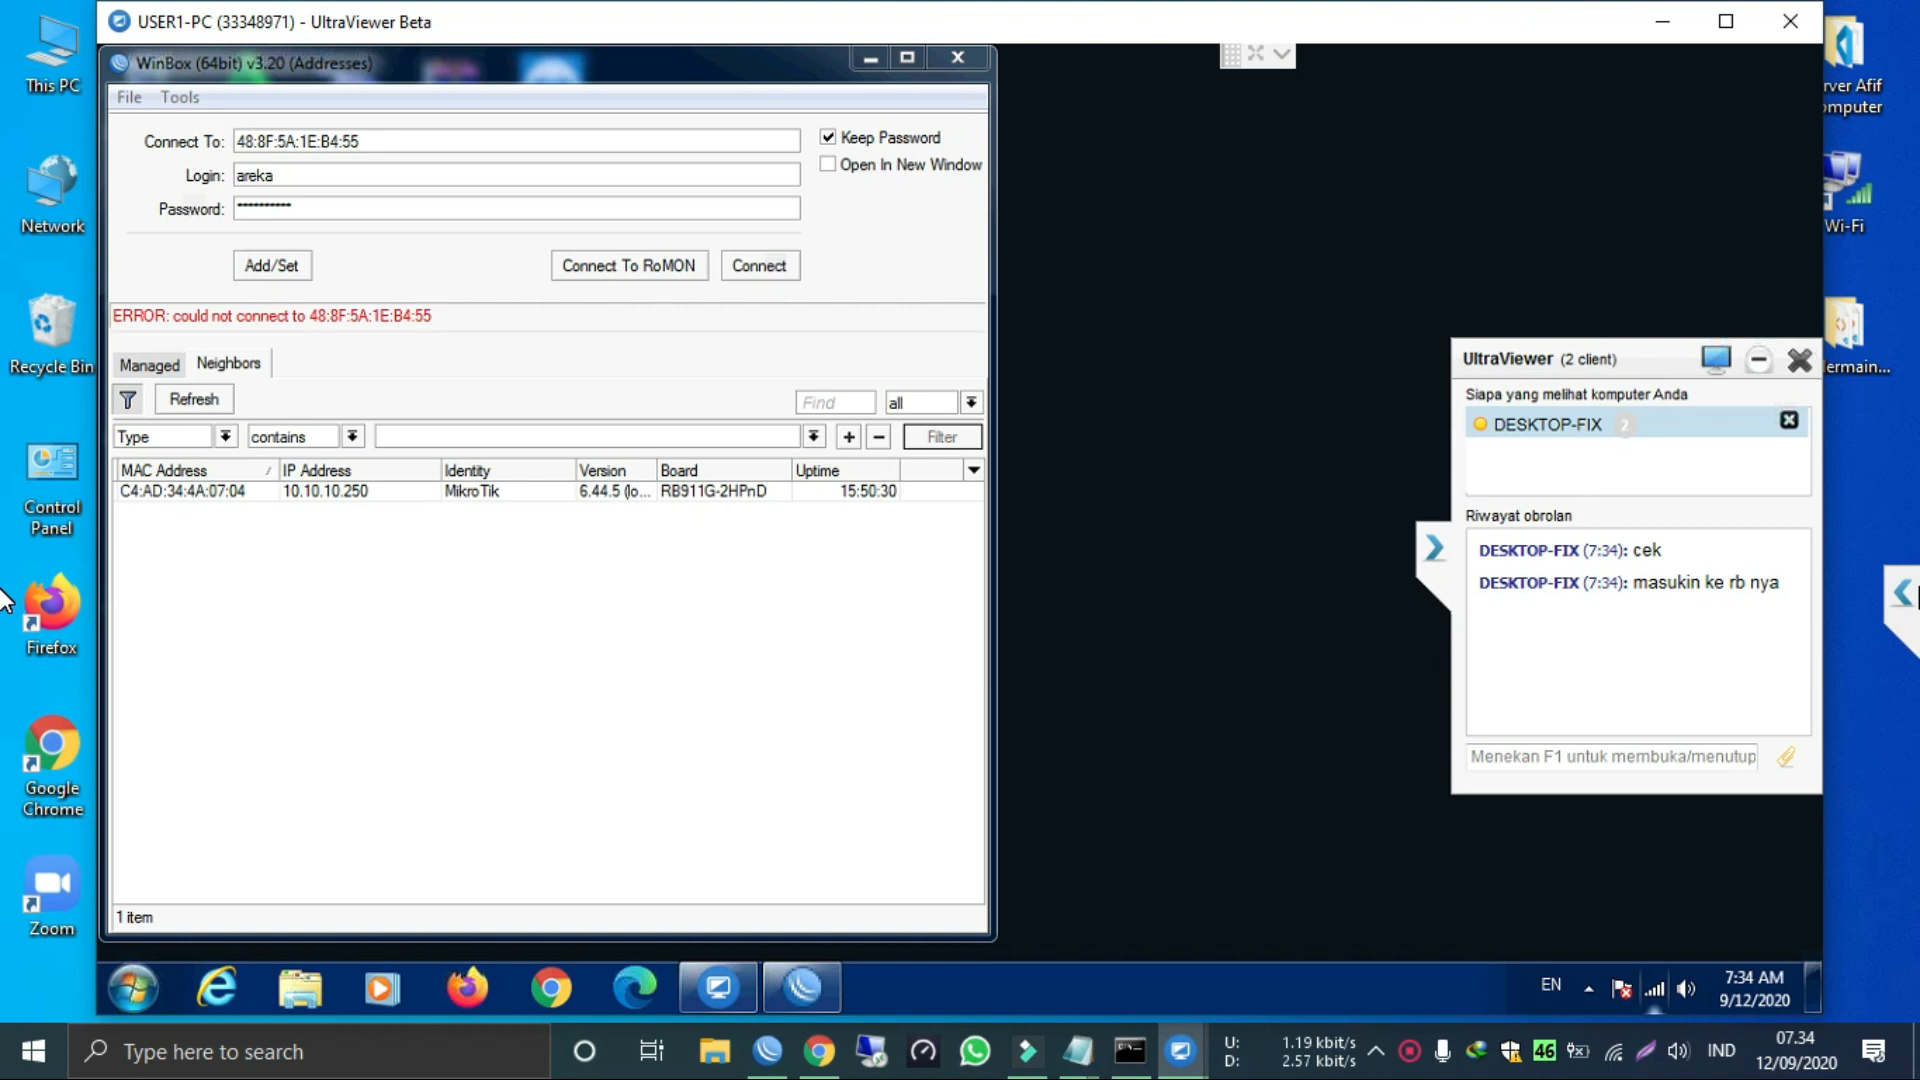 USER1-PC (33348971) - UltraViewer Beta
WinBox (64bit) v3.20 (Addresses)
File Tools
Connect To: 48:8F:5A:1E:B4:55
Keep Password
Open In New Window
Login: areka
Password: **********
Add/Set
Connect To RoMON
Connect
ERROR: could not connect to 48:8F:5A:1E:B4:55
Managed
Neighbors
Refresh
Find
all
Type
contains
Filter
MAC Address / IP Address Identity Version Board Uptime
C4:AD:34:4A:07:04 10.10.10.250 MikroTik 6.44.5 (lo... RB911G-2HPnD 15:50:30
1 item
UltraViewer (2 client)
Siapa yang melihat komputer Anda
DESKTOP-FIX 2
Riwayat obrolan
DESKTOP-FIX (7:34): cek
DESKTOP-FIX (7:34): masukin ke rb nya
Menekan F1 untuk membuka/menutup
EN
7:34 AM
9/12/2020
This PC
Network
Recycle Bin
Control
Panel
Firefox
Google
Chrome
Zoom
rver Afif
omputer
Wi-Fi
ermain...
Type here to search
U: 1.19 kbit/s
D: 2.57 kbit/s
46
IND
07.34
12/09/2020